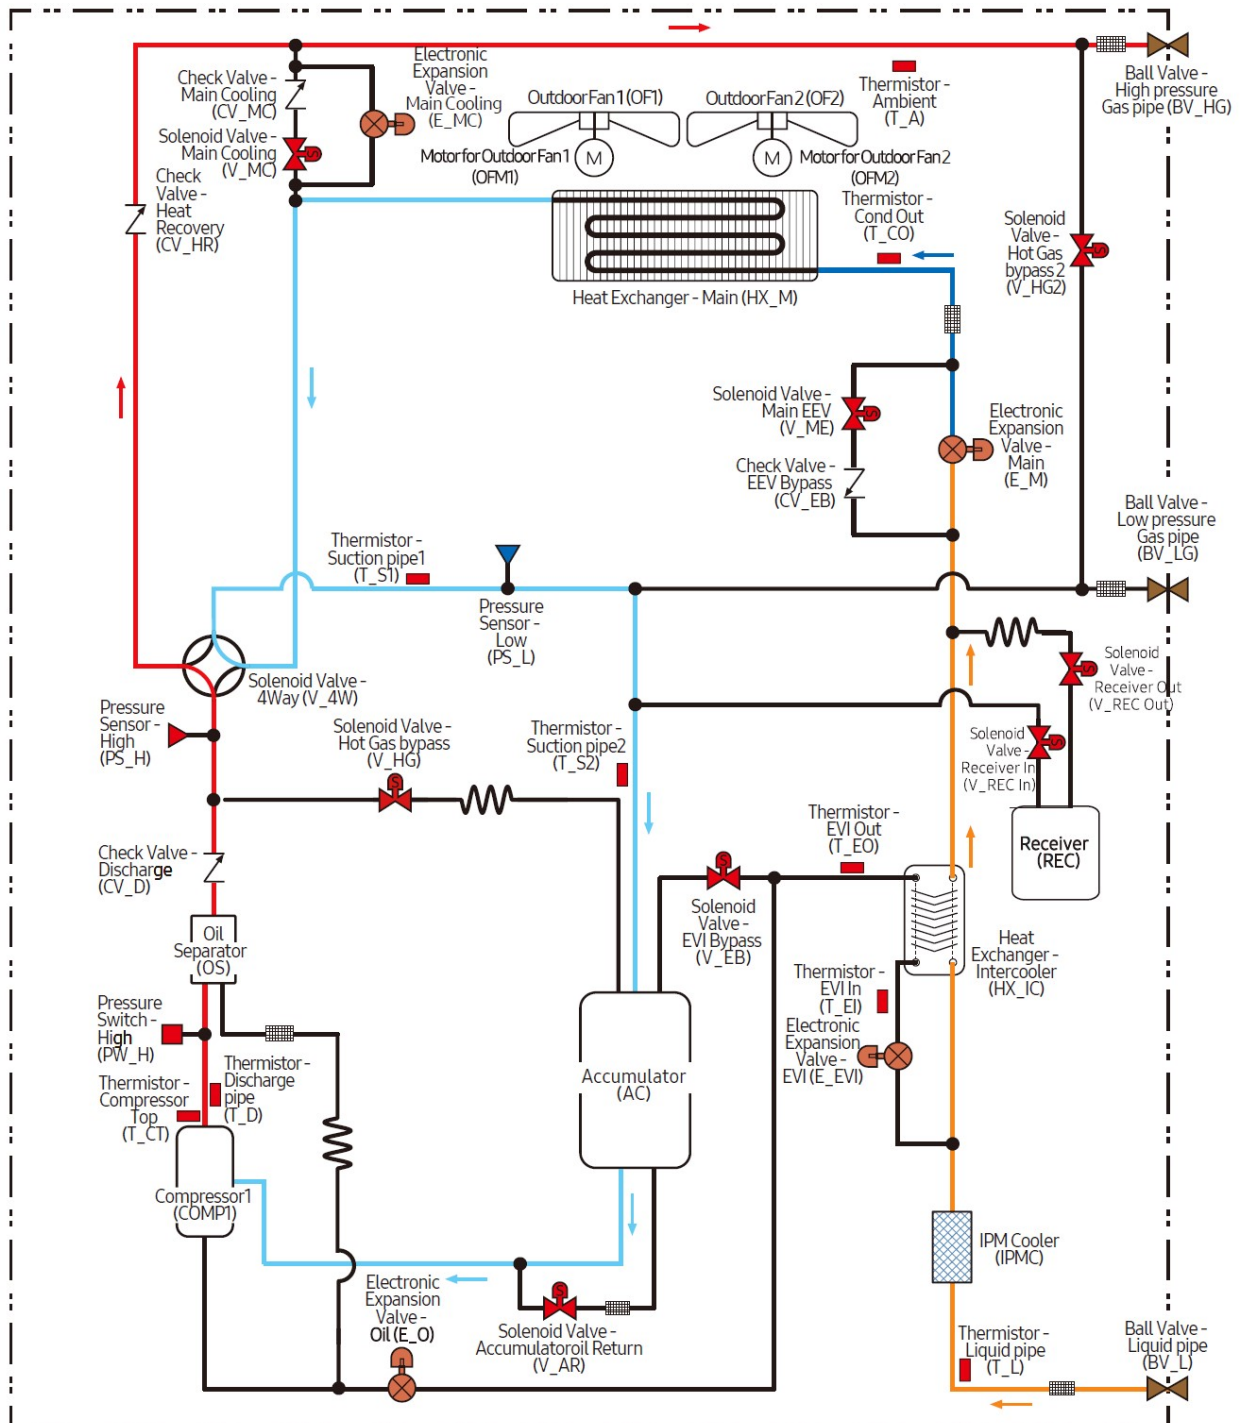 Electronic
Expansion
Valve -
Main Cooling
(E_MC)
Check Valve -
Main Cooling
(CV_MC)
Solenoid Valve -
Main Cooling
(V_MC)
Check
Valve -
Heat
Recovery
(CV_HR)
Outdoor Fan 1 (OF1)
Outdoor Fan 2 (OF2)
M
M
Motor for Outdoor Fan 1
(OFM1)
Motor for Outdoor Fan 2
(OFM2)
Thermistor -
Ambient
(T_A)
Ball Valve -
High pressure
Gas pipe (BV_HG)
Thermistor -
Cond Out
(T_CO)
Heat Exchanger - Main (HX_M)
Solenoid
Valve -
Hot Gas
bypass 2
(V_HG2)
S
S
Solenoid Valve -
Main EEV
(V_ME)
S
Check Valve -
EEV Bypass
(CV_EB)
Electronic
Expansion
Valve -
Main
(E_M)
Ball Valve -
Low pressure
Gas pipe
(BV_LG)
Thermistor -
Suction pipe1
(T_S1)
Pressure
Sensor -
Low
(PS_L)
Solenoid Valve -
4Way (V_4W)
Pressure
Sensor -
High
(PS_H)
Solenoid Valve -
Hot Gas bypass
(V_HG)
S
Thermistor -
Suction pipe2
(T_S2)
Solenoid
Valve -
Receiver Out
(V_REC Out)
S
Solenoid
Valve -
Receiver In
(V_REC In)
S
Receiver
(REC)
Check Valve -
Discharge
(CV_D)
Oil
Separator
(OS)
Thermistor -
EVI Out
(T_EO)
S
Solenoid
Valve -
EVI Bypass
(V_EB)
Heat
Exchanger -
Intercooler
(HX_IC)
Thermistor -
EVI In
(T_EI)
Electronic
Expansion
Valve -
EVI (E_EVI)
Pressure
Switch -
High
(PW_H)
Thermistor -
Discharge
pipe
(T_D)
Thermistor -
Compressor
Top
(T_CT)
Accumulator
(AC)
Compressor1
(COMP1)
IPM Cooler
(IPMC)
Electronic
Expansion
Valve -
Oil (E_O)
S
Solenoid Valve -
Accumulatoroil Return
(V_AR)
Thermistor -
Liquid pipe
(T_L)
Ball Valve -
Liquid pipe
(BV_L)